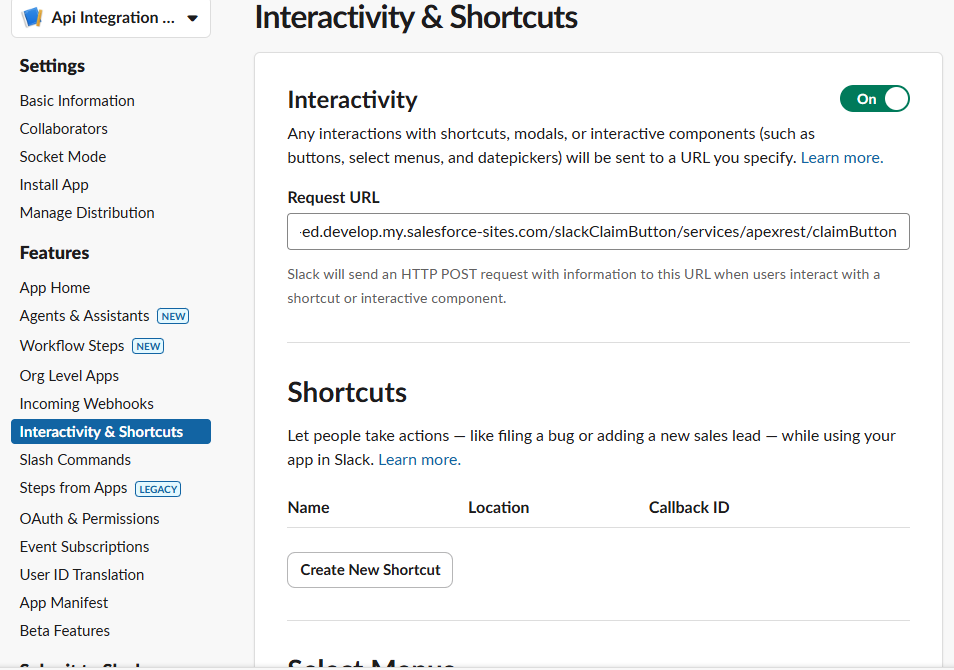 Api Integration ...
Interactivity & Shortcuts
Settings
Basic Information
Collaborators
Socket Mode
Install App
Manage Distribution
Features
App Home
Agents & Assistants NEW
Workflow Steps NEW
Org Level Apps
Incoming Webhooks
Interactivity & Shortcuts
Slash Commands
Steps from Apps LEGACY
OAuth & Permissions
Event Subscriptions
User ID Translation
App Manifest
Beta Features
Interactivity
On
Any interactions with shortcuts, modals, or interactive components (such as
buttons, select menus, and datepickers) will be sent to a URL you specify. Learn more.
Request URL
ed.develop.my.salesforce-sites.com/slackClaimButton/services/apexrest/claimButton
Slack will send an HTTP POST request with information to this URL when users interact with a
shortcut or interactive component.
Shortcuts
Let people take actions — like filing a bug or adding a new sales lead — while using your
app in Slack. Learn more.
Name Location Callback ID
Create New Shortcut
Select Menus